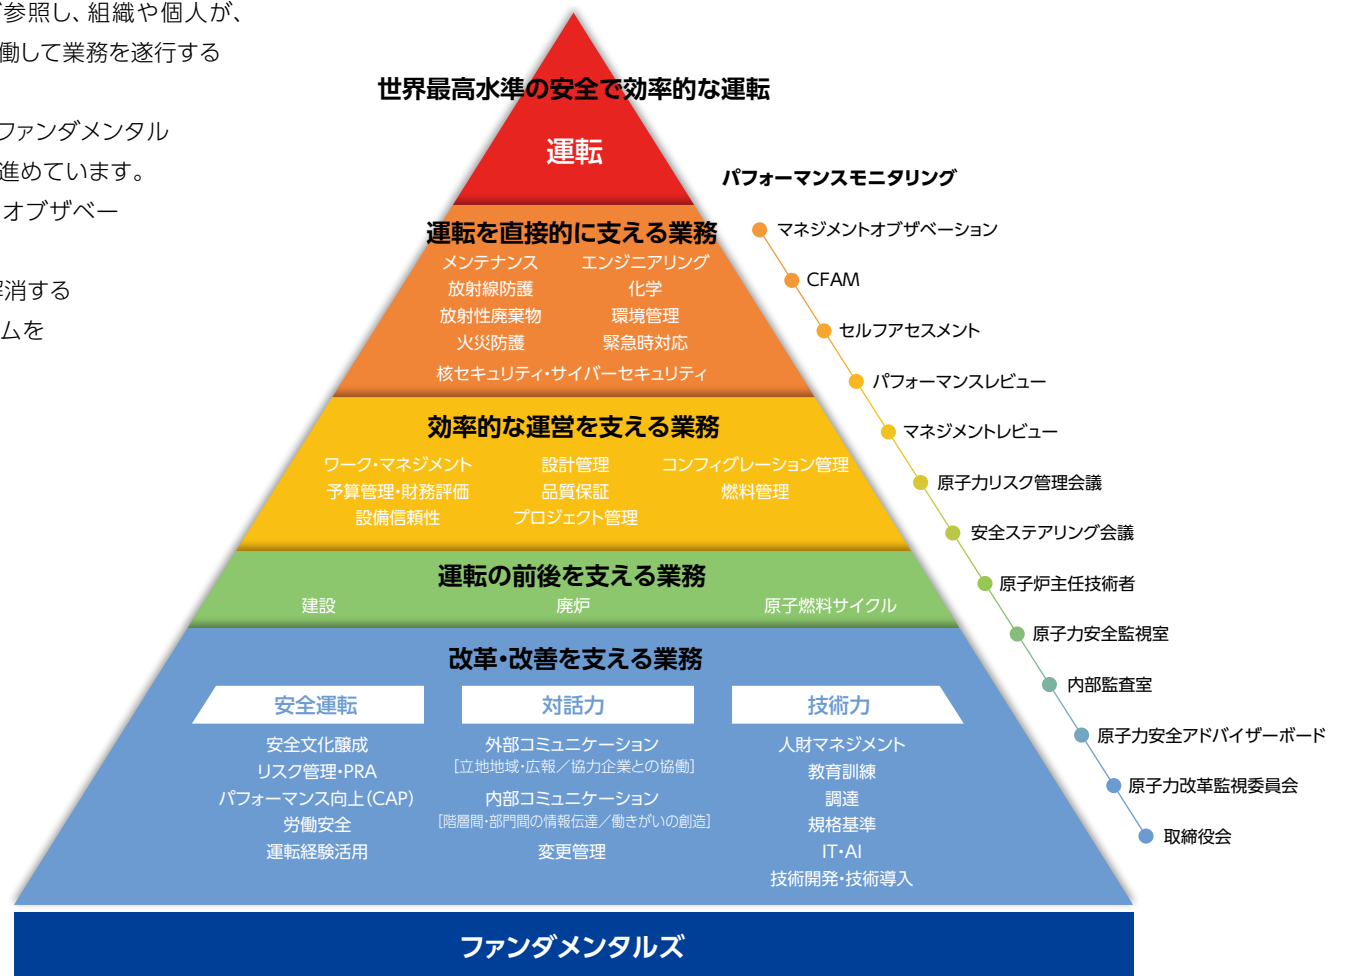 参照し、組織や個人が、
働して業務を遂行する
ファンダメンタル
進めています。
オブザベー
解消する
ムを
世界最高水準の安全で効率的な運転
運転
運転を直接的に支える業務
メンテナンス エンジニアリング
放射線防護 化学
放射性廃棄物 環境管理
火災防護 緊急時対応
核セキュリティ・サイバーセキュリティ
効率的な運営を支える業務
ワーク・マネジメント 設計管理 コンフィグレーション管理
予算管理・財務評価 品質保証 燃料管理
設備信頼性 プロジェクト管理
運転の前後を支える業務
建設 廃炉 原子燃料サイクル
改革・改善を支える業務
安全運転 対話力 技術力
安全文化醸成
リスク管理・PRA
パフォーマンス向上(CAP)
労働安全
運転経験活用
外部コミュニケーション
[立地地域・広報/協力企業との協働]
内部コミュニケーション
[階層間・部門間の情報伝達/働きがいの創造]
変更管理
人財マネジメント
教育訓練
調達
規格基準
IT・AI
技術開発・技術導入
ファンダメンタルズ
パフォーマンスモニタリング
マネジメントオブザベーション
CFAM
セルフアセスメント
パフォーマンスレビュー
マネジメントレビュー
原子力リスク管理会議
安全ステアリング会議
原子炉主任技術者
原子力安全監視室
内部監査室
原子力安全アドバイザーボード
原子力改革監視委員会
取締役会